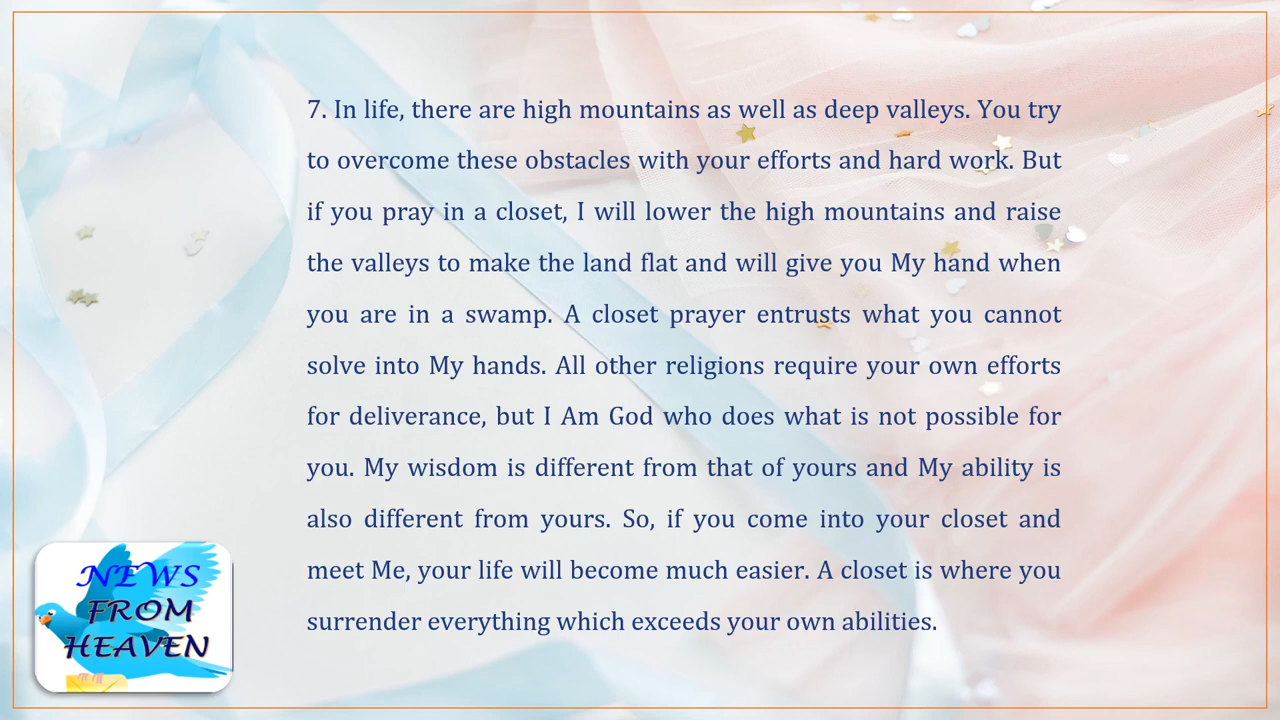 7. In life, there are high mountains as well as deep valleys. You try
to overcome these obstacles with your efforts and hard work. But
if you pray in a closet, I will lower the high mountains and raise
the valleys to make the land flat and will give you My hand when
you are in a swamp. A closet prayer entrusts what you cannot
solve into My hands. All other religions require your own efforts
for deliverance, but I Am God who does what is not possible for
you. My wisdom is different from that of yours and My ability is
also different from yours. So, if you come into your closet and
meet Me, your life will become much easier. A closet is where you
surrender everything which exceeds your own abilities.
NEWS
FROM
HEAVEN